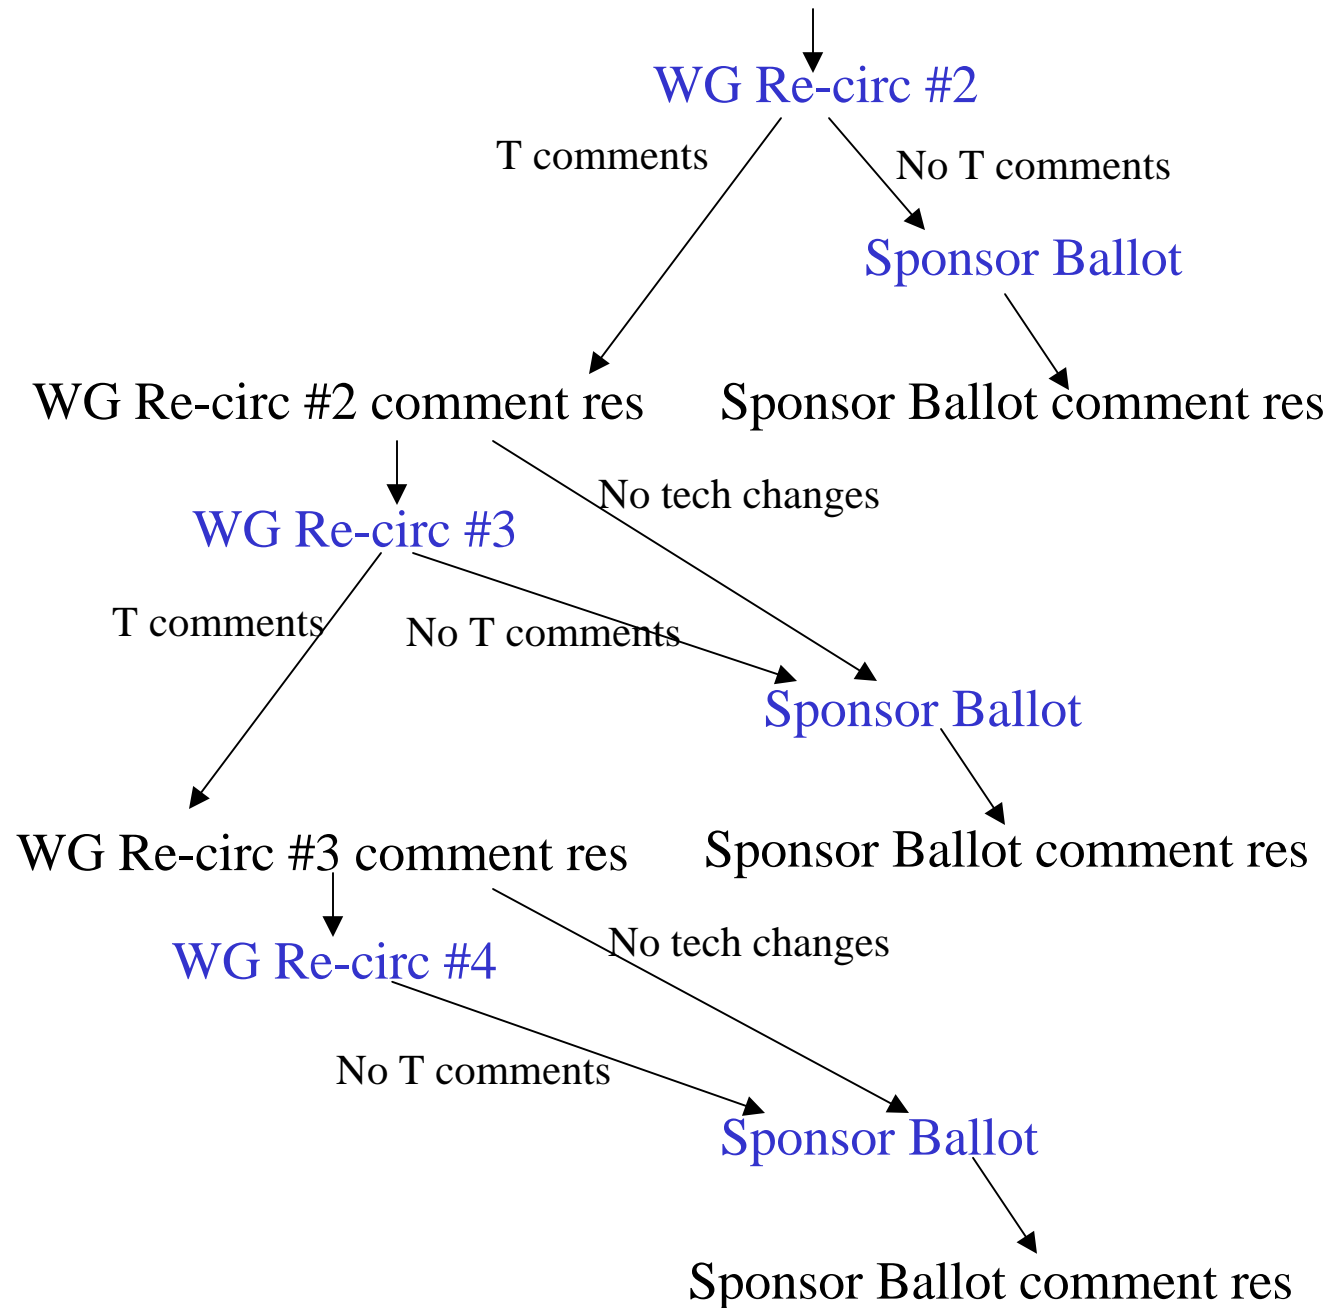 WG Re-circ #2
T comments
No T comments
Sponsor Ballot
WG Re-circ #2 comment res
Sponsor Ballot comment res
No tech changes
WG Re-circ #3
T comments
No T comments
Sponsor Ballot
WG Re-circ #3 comment res
Sponsor Ballot comment res
No tech changes
WG Re-circ #4
No T comments
Sponsor Ballot
Sponsor Ballot comment res